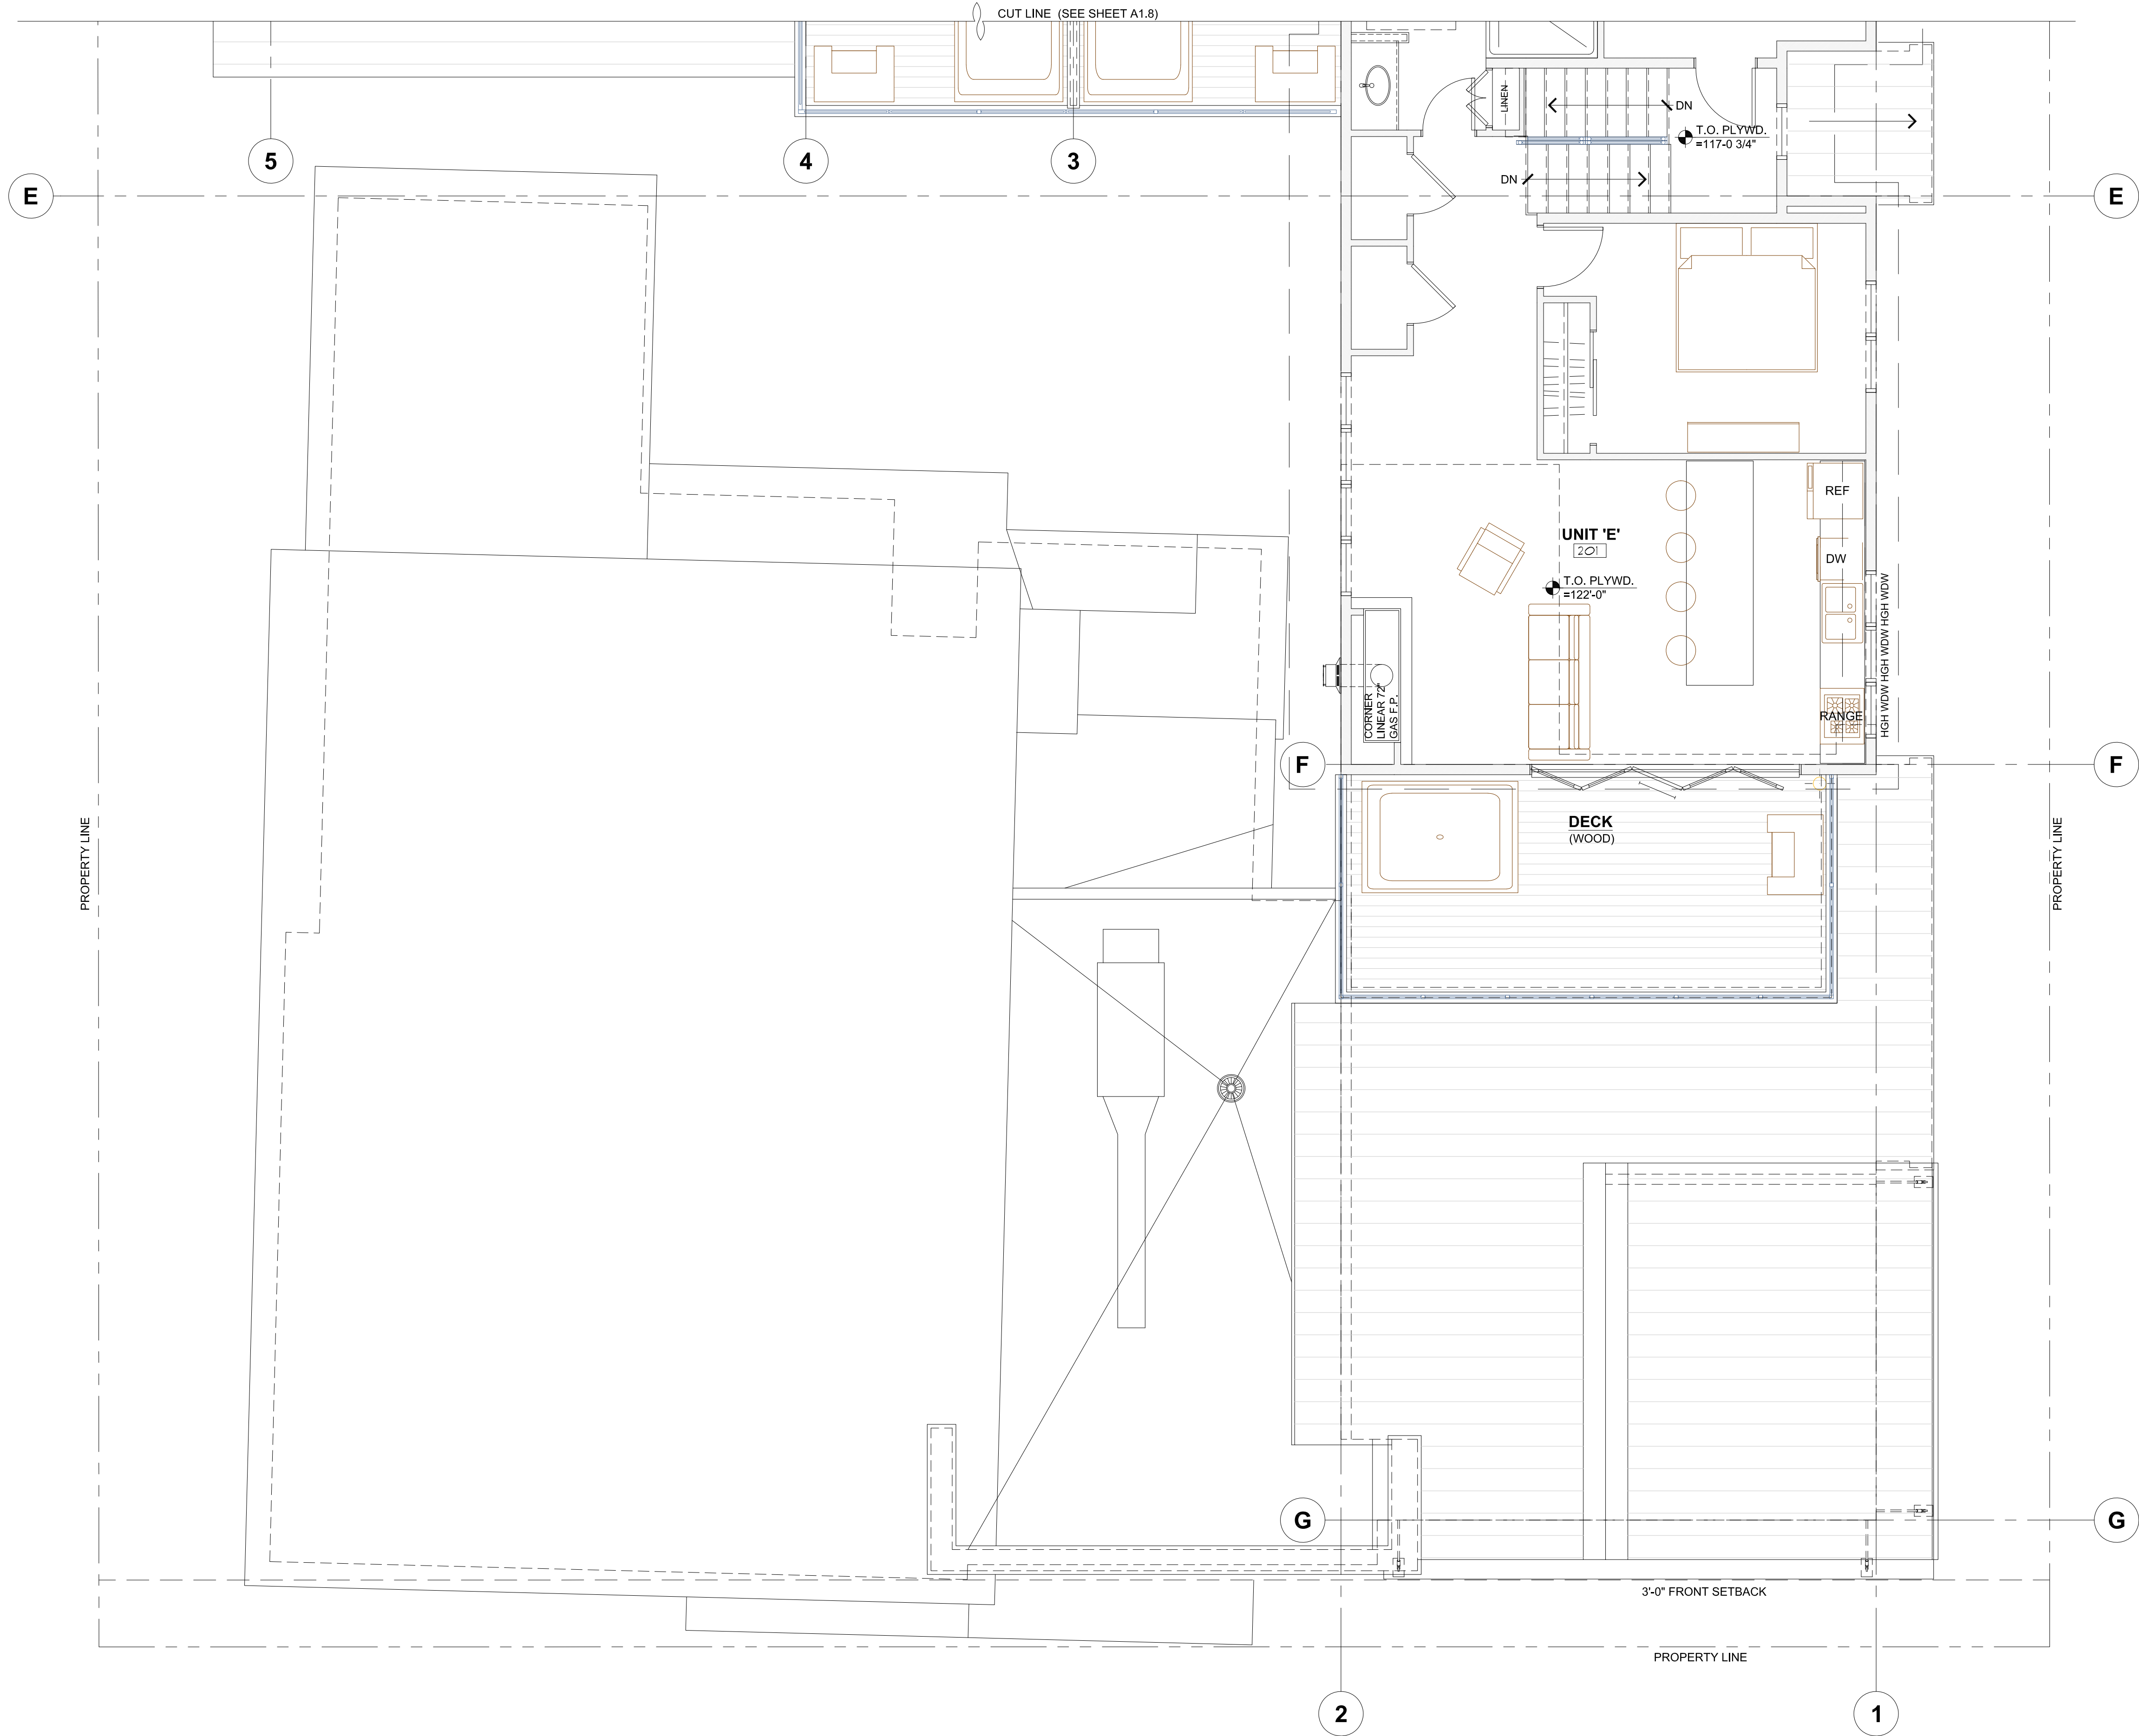 CUT LINE (SEE SHEET A1.8)
LINEN
DN
T.O. PLYWD.
=117-0 3/4"
5
4
3
DN
E
E
REF
UNIT 'E'
201
DW
T.O. PLYWD.
=122'-0"
HGH WDW HGH WDW HGH WDW
CORNER
LINEAR 72"
GAS F.P.
RANGE
F
F
DECK
(WOOD)
PROPERTY LINE
PROPERTY LINE
G
G
3'-0" FRONT SETBACK
PROPERTY LINE
2
1